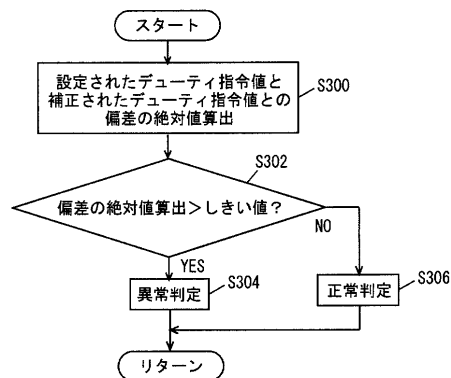 スタート
設定されたデューティ指令値と
補正されたデューティ指令値との
偏差の絶対値算出
S300
S302
偏差の絶対値算出>しきい値?
NO
YES
異常判定
S304
正常判定
S306
リターン